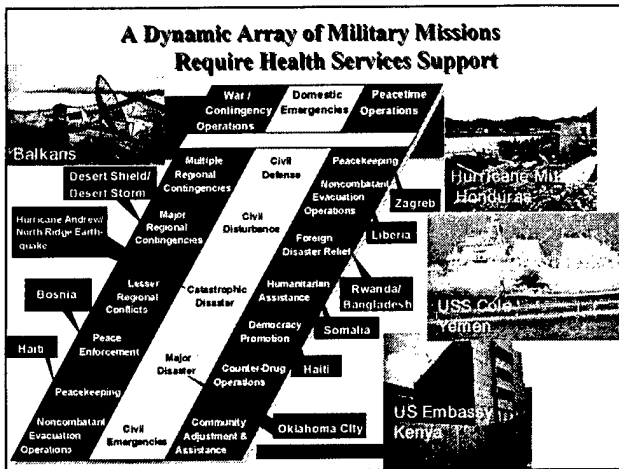 A Dynamic Array of Military Missions
Require Health Services Support
War /
Contingency
Operations
Domestic
Emergencies
Peacetime
Operations
Balkans
Desert Shield/
Desert Storm
Hurricane Andrew/
North Ridge Earth-
quake
Bosnia
Haiti
Multiple
Regional
Contingencies
Major
Regional
Contingencies
Lesser
Regional
Conflicts
Peace
Enforcement
Peacekeeping
Noncombatant
Evacuation
Operations
Civil
Defense
Civil
Disturbance
Catastrophic
Disaster
Major
Disaster
Civil
Emergencies
Peacekeeping
Noncombatant
Evacuation
Operations
Foreign
Disaster Relief
Humanitarian
Assistance
Democracy
Promotion
Counter-Drug
Operations
Community
Adjustment &
Assistance
Zagreb
Liberia
Rwanda/
Bangladesh
Somalia
Haiti
Oklahoma City
Hurricane
Honduras
USS Cole
Yemen
US Embassy
Kenya